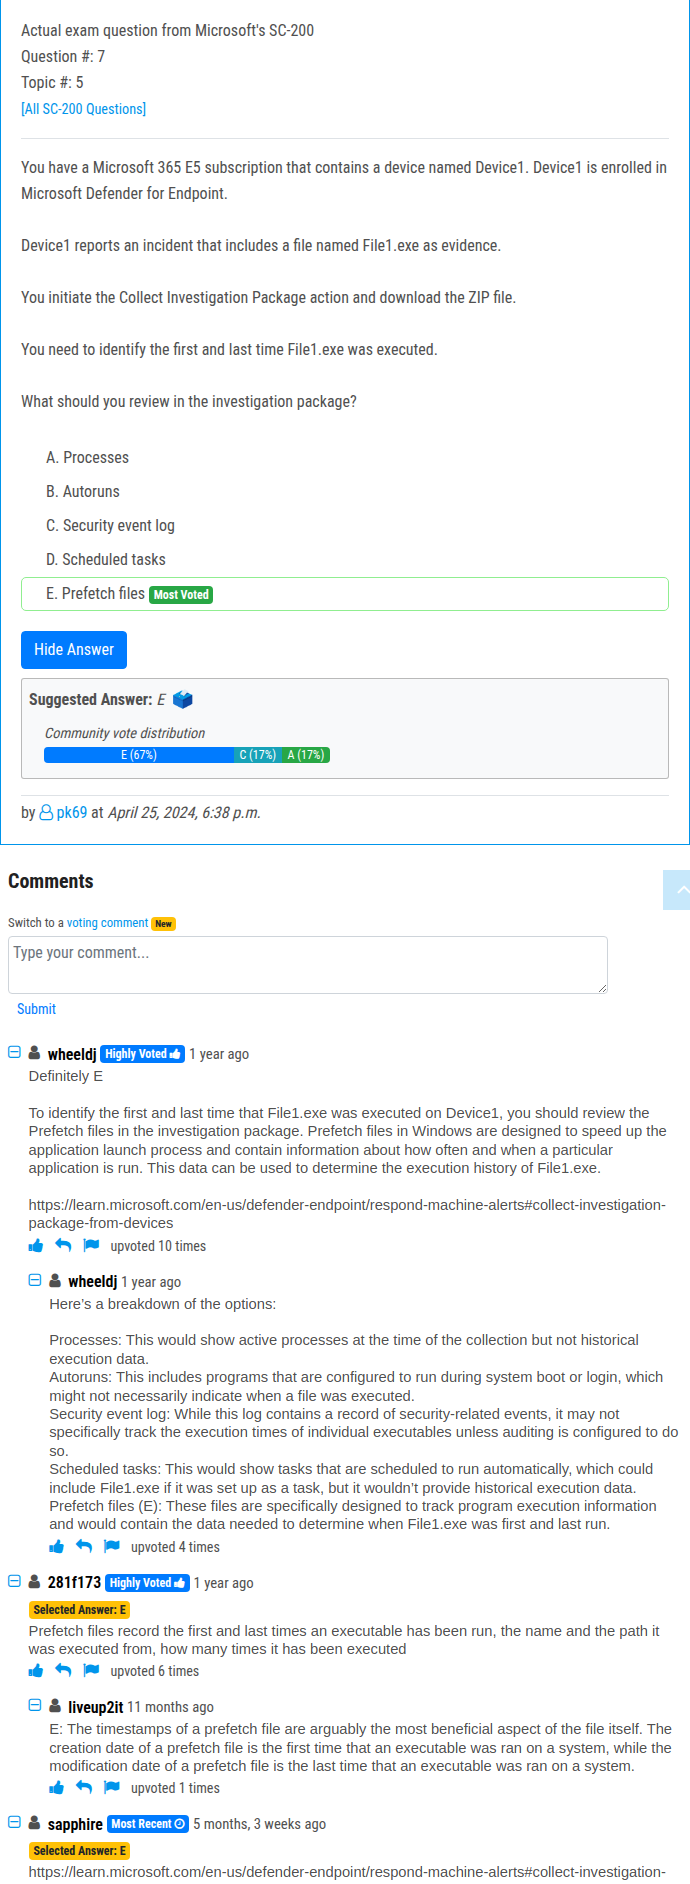 Actual exam question from Microsoft's SC-200
Question #: 7
Topic #: 5
[All SC-200 Questions]
You have a Microsoft 365 E5 subscription that contains a device named Device1. Device1 is enrolled in
Microsoft Defender for Endpoint.
Device1 reports an incident that includes a file named File1.exe as evidence.
You initiate the Collect Investigation Package action and download the ZIP file.
You need to identify the first and last time File1.exe was executed.
What should you review in the investigation package?
A. Processes
B. Autoruns
C. Security event log
D. Scheduled tasks
E. Prefetch files Most Voted
Hide Answer
Suggested Answer: E
Community vote distribution
E (67%) C (17%) A (17%)
by pk69 at April 25, 2024, 6:38 p.m.
Comments
Switch to a voting comment New
Type your comment...
Submit
wheeldj Highly Voted 1 year ago
Definitely E
To identify the first and last time that File1.exe was executed on Device1, you should review the
Prefetch files in the investigation package. Prefetch files in Windows are designed to speed up the
application launch process and contain information about how often and when a particular
application is run. This data can be used to determine the execution history of File1.exe.
https://learn.microsoft.com/en-us/defender-endpoint/respond-machine-alerts#collect-investigation-
package-from-devices
upvoted 10 times
wheeldj 1 year ago
Here's a breakdown of the options:
Processes: This would show active processes at the time of the collection but not historical
execution data.
Autoruns: This includes programs that are configured to run during system boot or login, which
might not necessarily indicate when a file was executed.
Security event log: While this log contains a record of security-related events, it may not
specifically track the execution times of individual executables unless auditing is configured to do
so.
Scheduled tasks: This would show tasks that are scheduled to run automatically, which could
include File1.exe if it was set up as a task, but it wouldn't provide historical execution data.
Prefetch files (E): These files are specifically designed to track program execution information
and would contain the data needed to determine when File1.exe was first and last run.
upvoted 4 times
281f173 Highly Voted 1 year ago
Selected Answer: E
Prefetch files record the first and last times an executable has been run, the name and the path it
was executed from, how many times it has been executed
upvoted 6 times
liveup2it 11 months ago
E: The timestamps of a prefetch file are arguably the most beneficial aspect of the file itself. The
creation date of a prefetch file is the first time that an executable was ran on a system, while the
modification date of a prefetch file is the last time that an executable was ran on a system.
upvoted 1 times
sapphire Most Recent 5 months, 3 weeks ago
Selected Answer: E
https://learn.microsoft.com/en-us/defender-endpoint/respond-machine-alerts#collect-investigation-